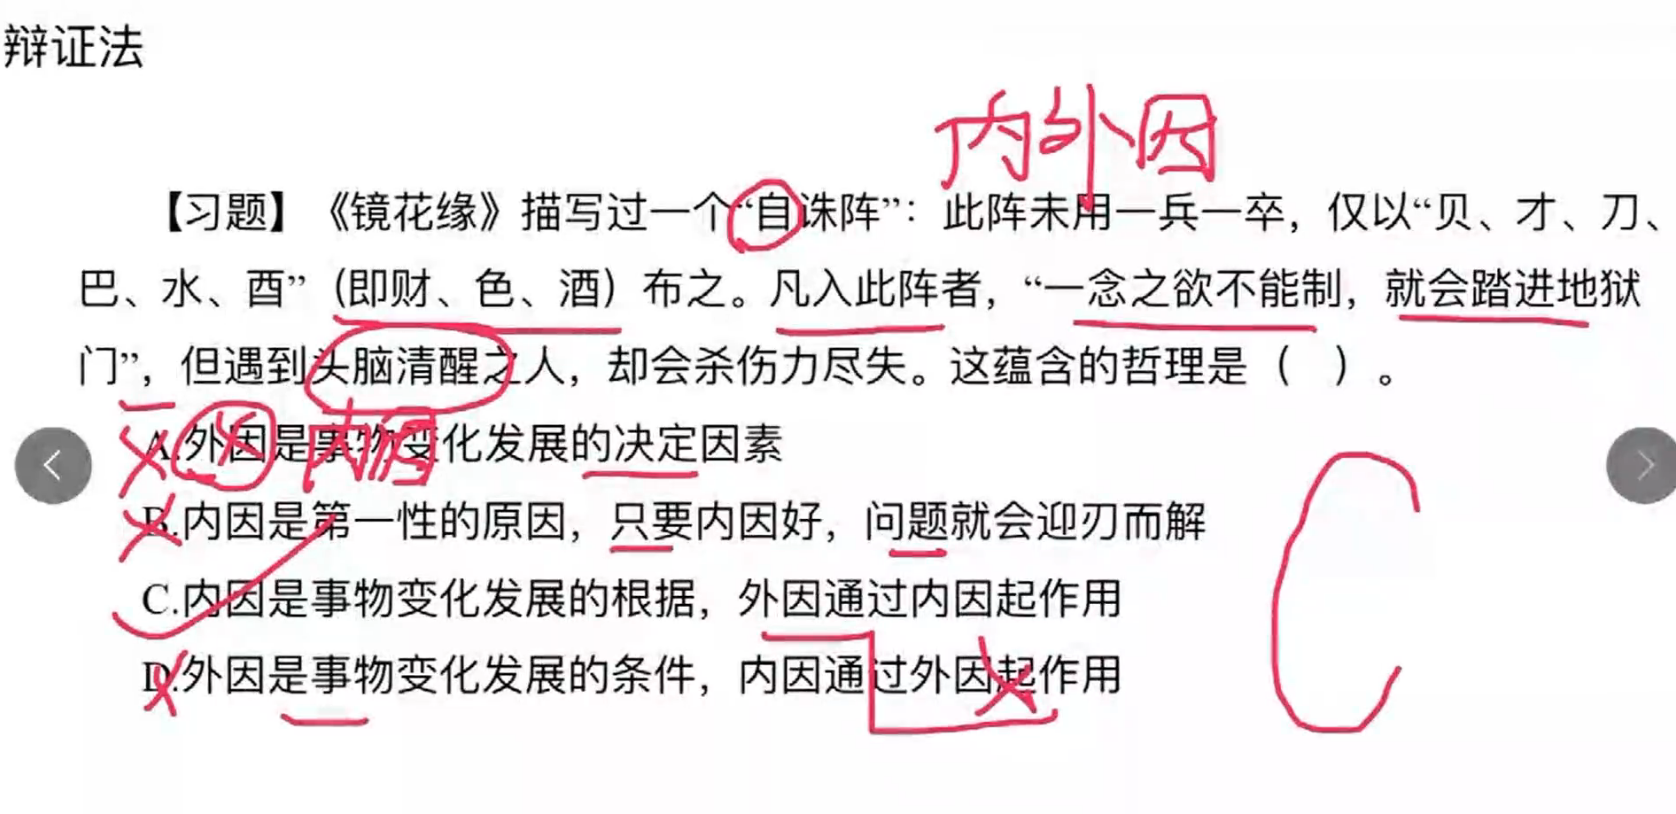 辩证法
内外因
【习题】《镜花缘》描写过一个“自诛阵”：此阵未用一兵一卒，仅以“贝、才、刀、
巴、水、酉”（即财、色、酒）布之。凡入此阵者，“一念之欲不能制，就会踏进地狱
门”，但遇到头脑清醒之人，却会杀伤力尽失。这蕴含的哲理是（ ）。
A.外因是事物变化发展的决定因素
内因
B.内因是第一性的原因，只要内因好，问题就会迎刃而解
C.内因是事物变化发展的根据，外因通过内因起作用
D.外因是事物变化发展的条件，内因通过外因起作用
C